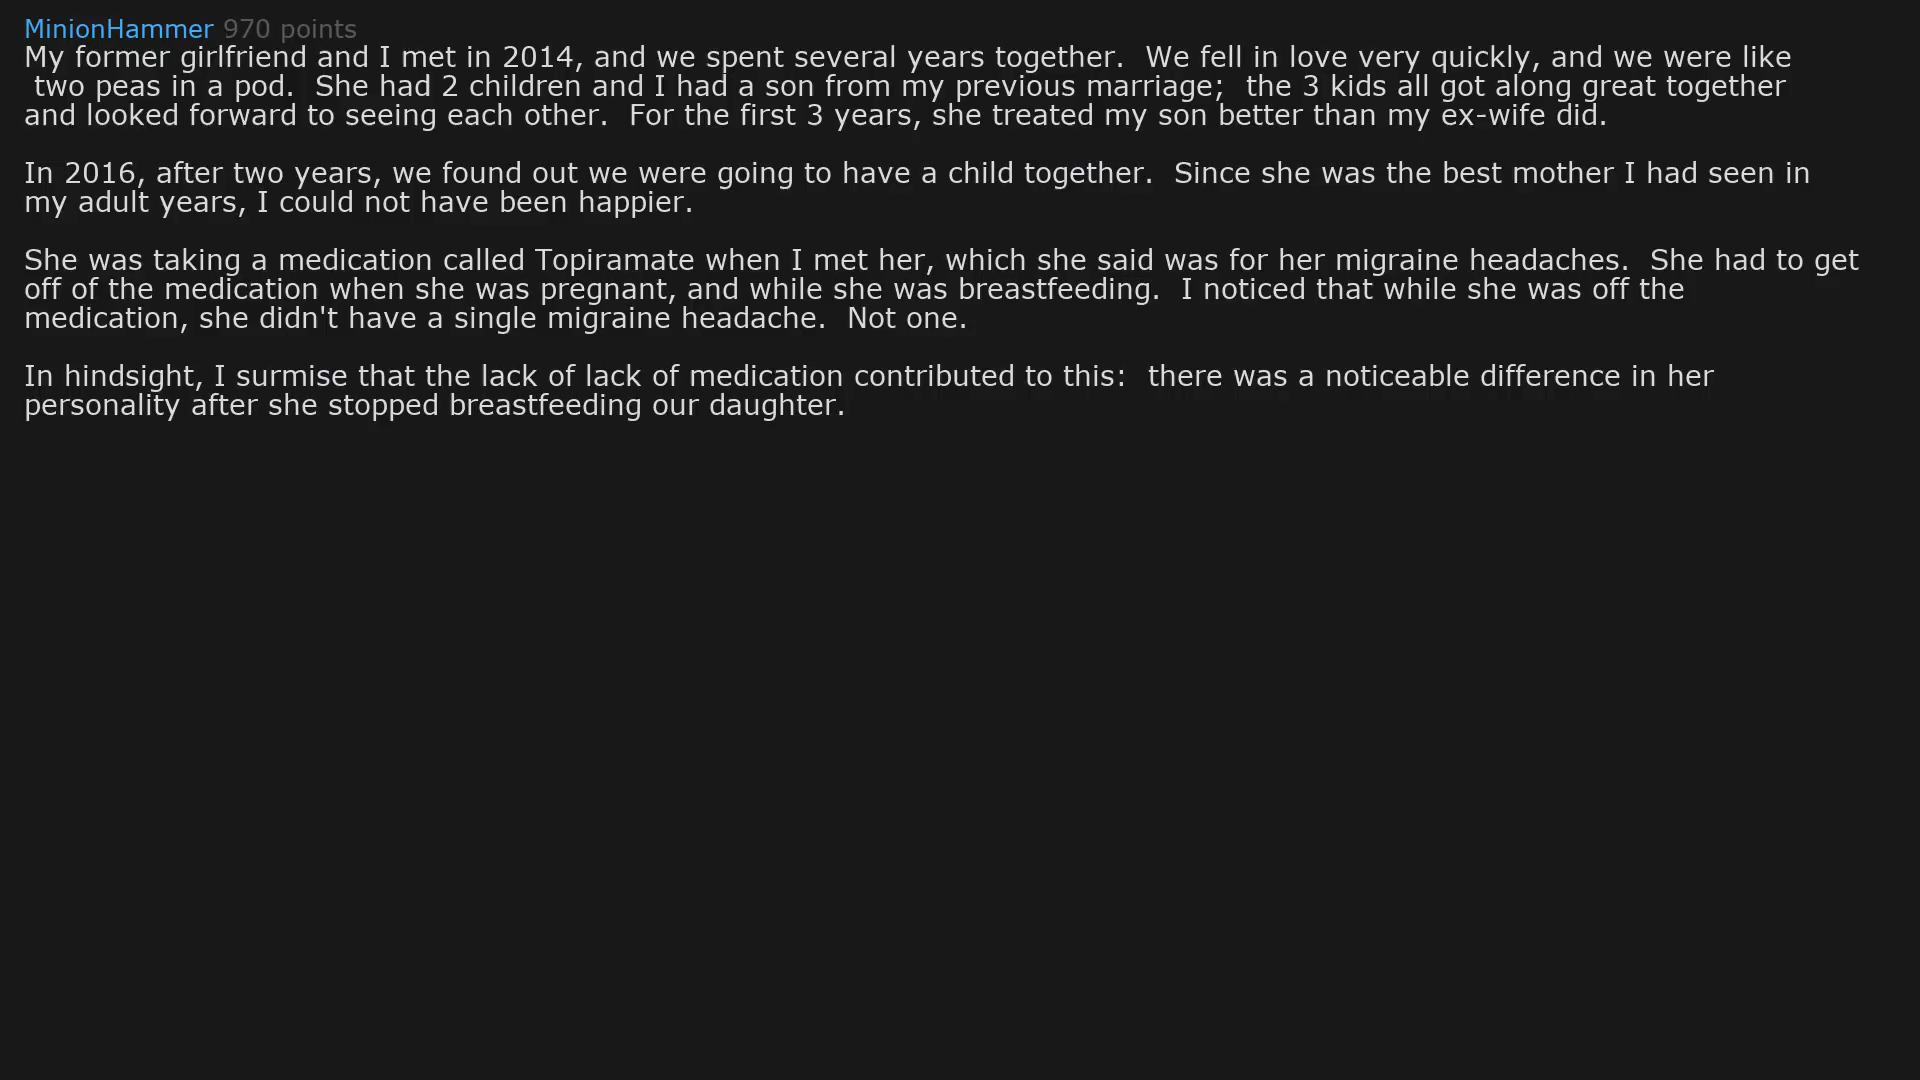 MinionHammer 970 points
My former girlfriend and I met in 2014, and we spent several years together.  We fell in love very quickly, and we were like
two peas in a pod.  She had 2 children and I had a son from my previous marriage;  the 3 kids all got along great together
and looked forward to seeing each other.  For the first 3 years, she treated my son better than my ex-wife did.
In 2016, after two years, we found out we were going to have a child together.  Since she was the best mother I had seen in
my adult years, I could not have been happier.
She was taking a medication called Topiramate when I met her, which she said was for her migraine headaches.  She had to get
off of the medication when she was pregnant, and while she was breastfeeding.  I noticed that while she was off the
medication, she didn't have a single migraine headache.  Not one.
In hindsight, I surmise that the lack of lack of medication contributed to this:  there was a noticeable difference in her
personality after she stopped breastfeeding our daughter.